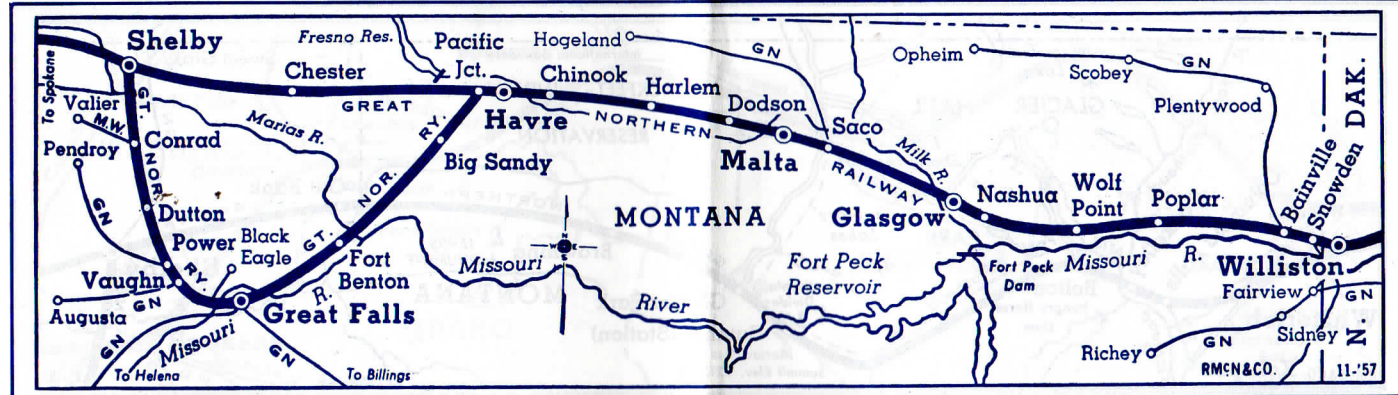 Shelby
Fresno Res.
Pacific
Jct.
Hogeland
Opheim
GN
Scobey
GN
To Spokane
Chester
Chinook
Harlem
Plentywood
N. DAK.
Valier
M.W.
GT.
NOR.
RY.
GREAT
NORTHERN
RAILWAY
Marias R.
Havre
Dodson
Saco
Conrad
Pendroy
RY.
Big Sandy
Malta
Milk R.
Bainville
Snowden
GN
NOR.
Dutton
MONTANA
Glasgow
Nashua
Wolf
Point
Poplar
Power
Black
Eagle
GT.
N
W
E
S
Vaughn
Fort
Benton
Missouri
River
Fort Peck
Reservoir
Fort Peck
Dam
Missouri
R.
Williston
Fairview
GN
Augusta
GN
R.
Great Falls
Missouri
GN
GN
Sidney
GN
Richey
To Helena
To Billings
RMCN&CO.
11-'57